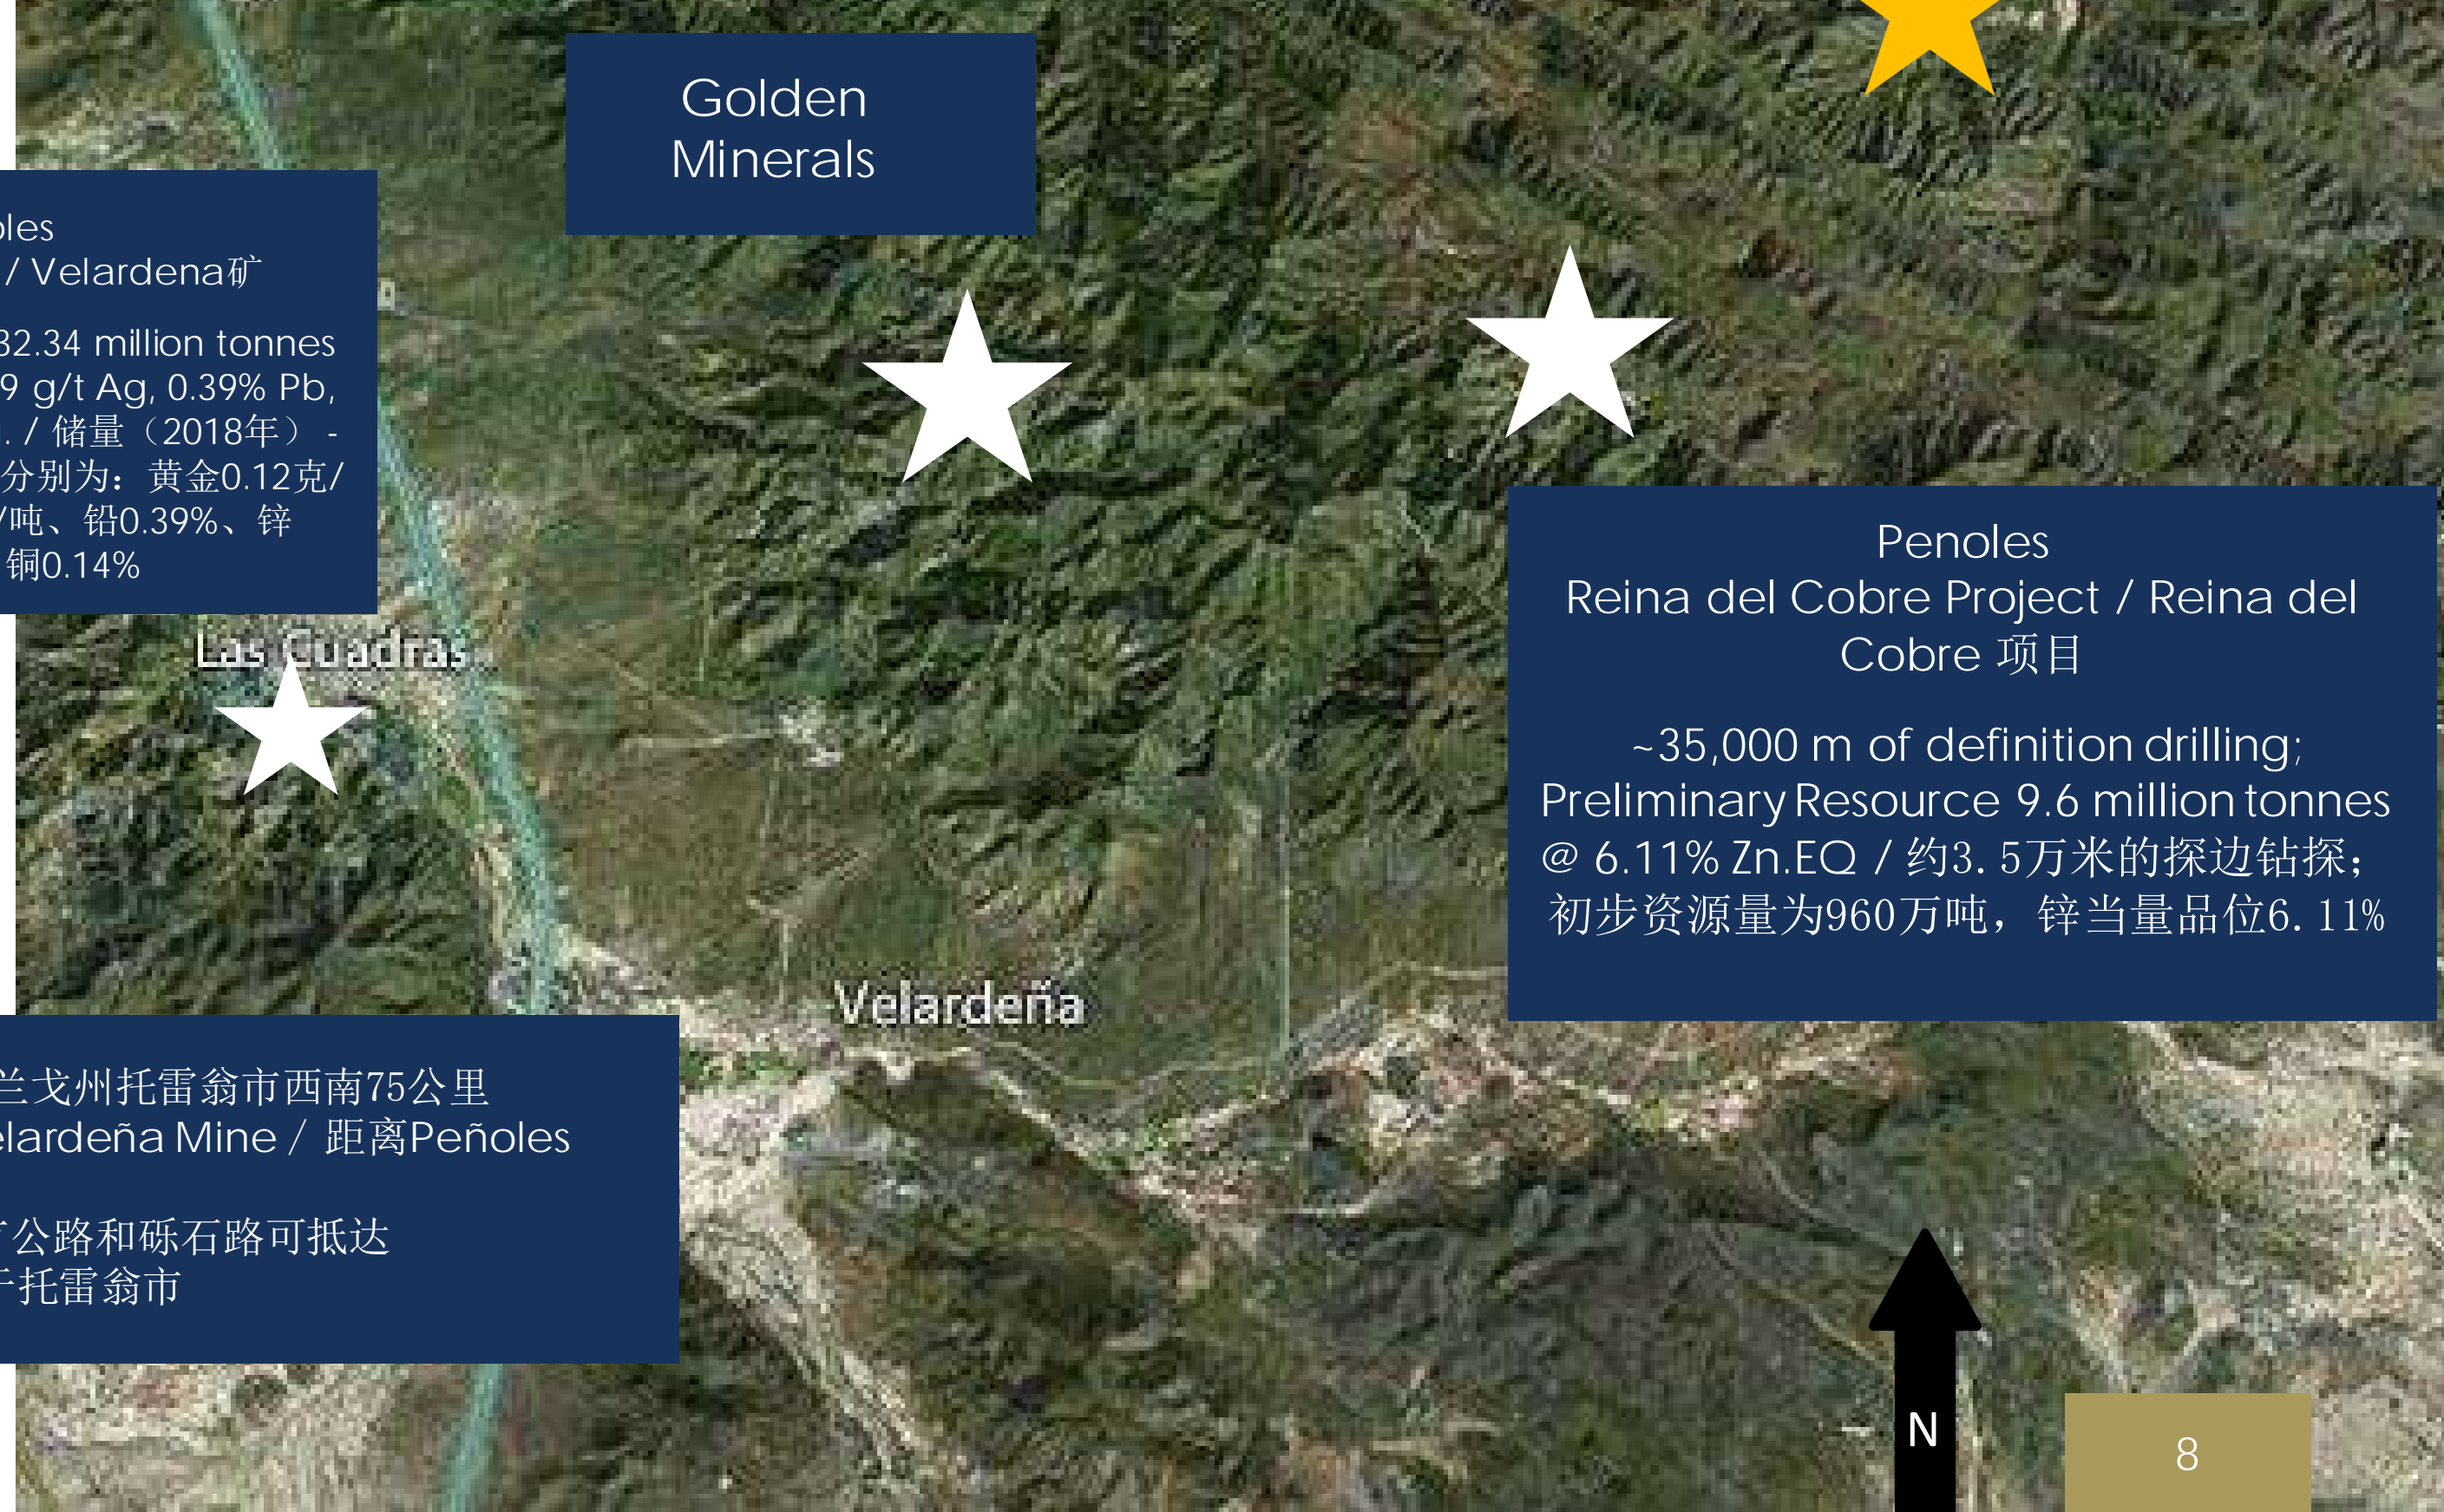 Golden
Minerals
/ Velardena矿
32.34 million tonnes
9 g/t Ag, 0.39% Pb,
/ 储量（2018年） -
分别为：黄金0.12克/
/吨、铅0.39%、锌
铜0.14%
Las Cuadras
Penoles
Reina del Cobre Project / Reina del
Cobre 项目
~35,000 m of definition drilling;
Preliminary Resource 9.6 million tonnes
@ 6.11% Zn.EQ / 约3.5万米的探边钻探；
初步资源量为960万吨，锌当量品位6.11%
Velardeña
兰戈州托雷翁市西南75公里
elardeña Mine / 距离Peñoles
公路和砾石路可抵达
托雷翁市
N
8